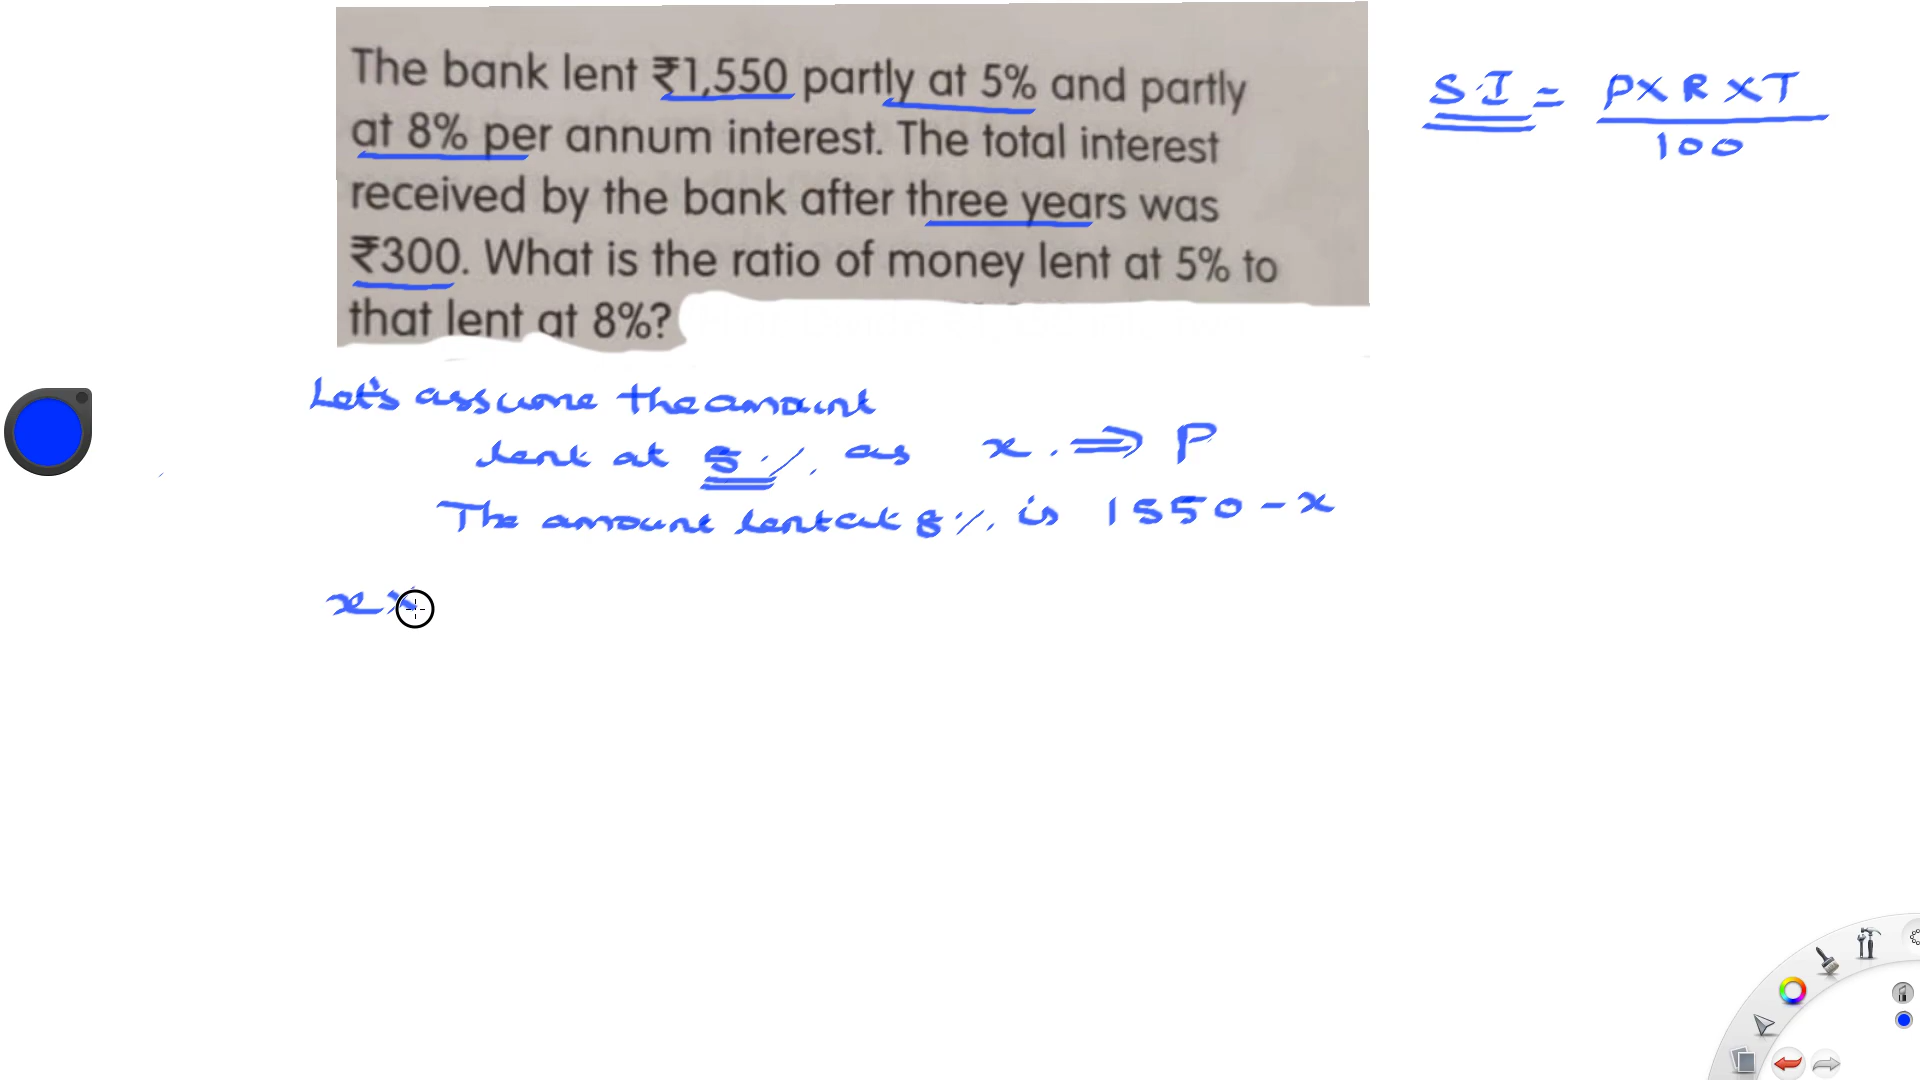 The bank lent ₹1,550 partly at 5% and partly
at 8% per annum interest. The total interest
received by the bank after three years was
₹300. What is the ratio of money lent at 5% to
that lent at 8%?
S.I = P X R X T
100
Let's assume the amount
lent at 5%. as x. ⇒ P
The amount lent at 8%. is 1550 - x
x ×